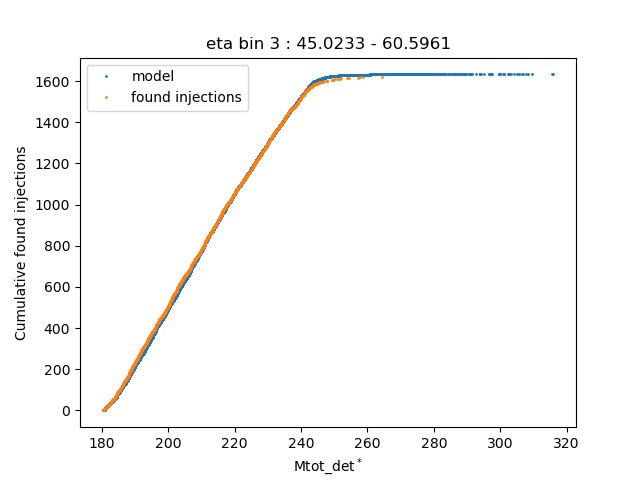 eta bin 3 : 45.0233 - 60.5961
model
found injections
Cumulative found injections
1600
1400
1200
1000
800
600
400
200
0
180 200 220 240 260 280 300 320
Mtot_det*